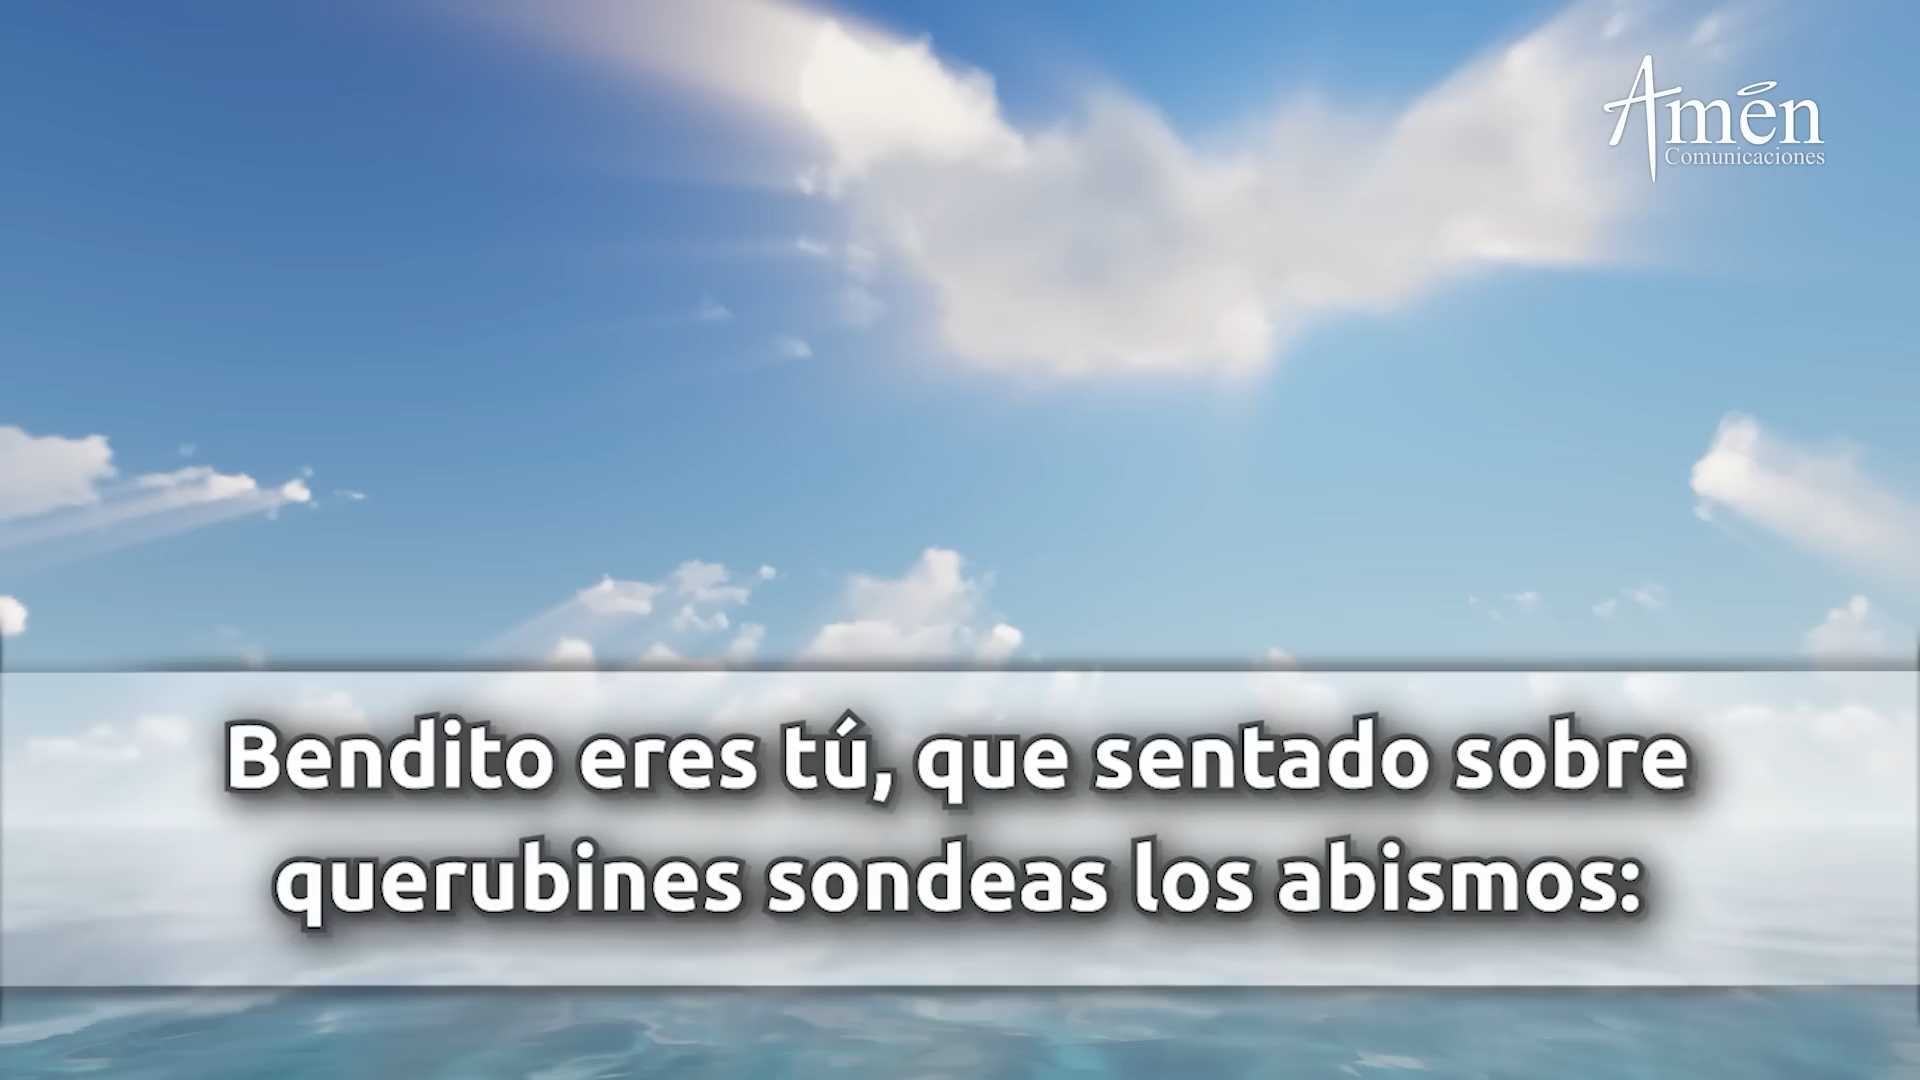 Amén
Comunicaciones
Bendito eres tú, que sentado sobre
querubines sondeas los abismos: